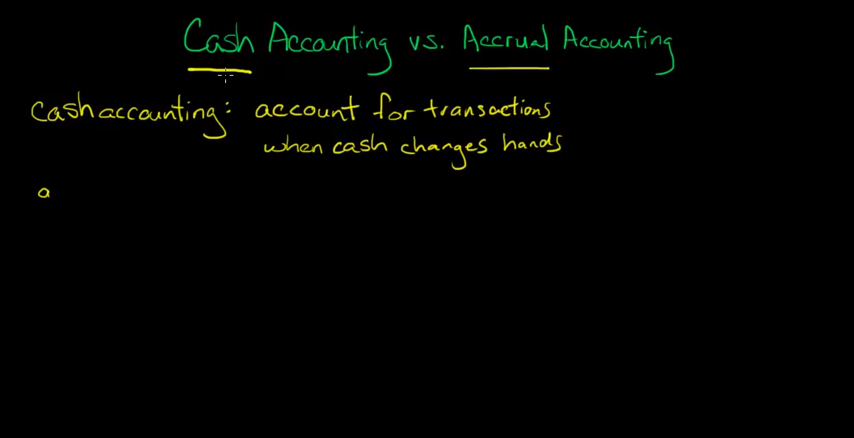 Cash Accounting vs. Accrual Accounting
cash accounting: account for transactions
when cash changes hands
a